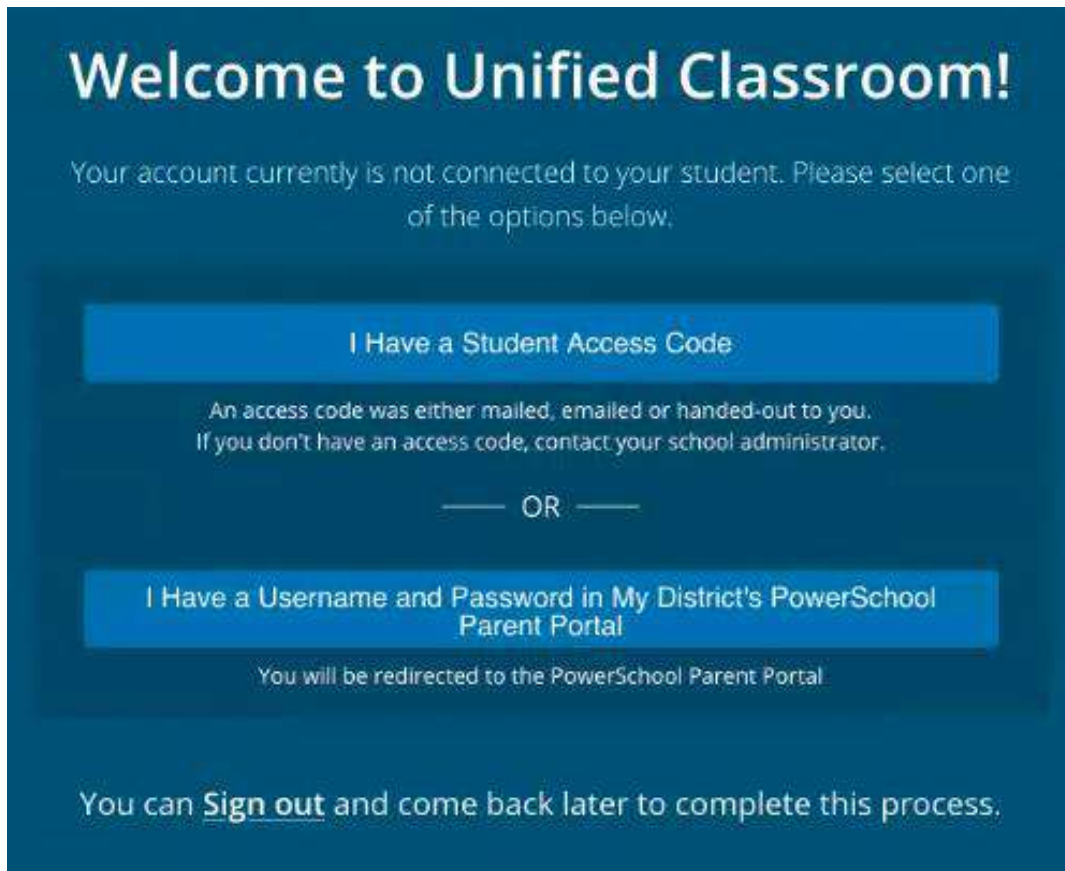 Welcome to Unified Classroom!
Your account currently is not connected to your student. Please select one
of the options below.
I Have a Student Access Code
An access code was either mailed, emailed or handed-out to you.
If you don't have an access code, contact your school administrator.
OR
I Have a Username and Password in My District's PowerSchool
Parent Portal
You will be redirected to the PowerSchool Parent Portal
You can Sign out and come back later to complete this process.